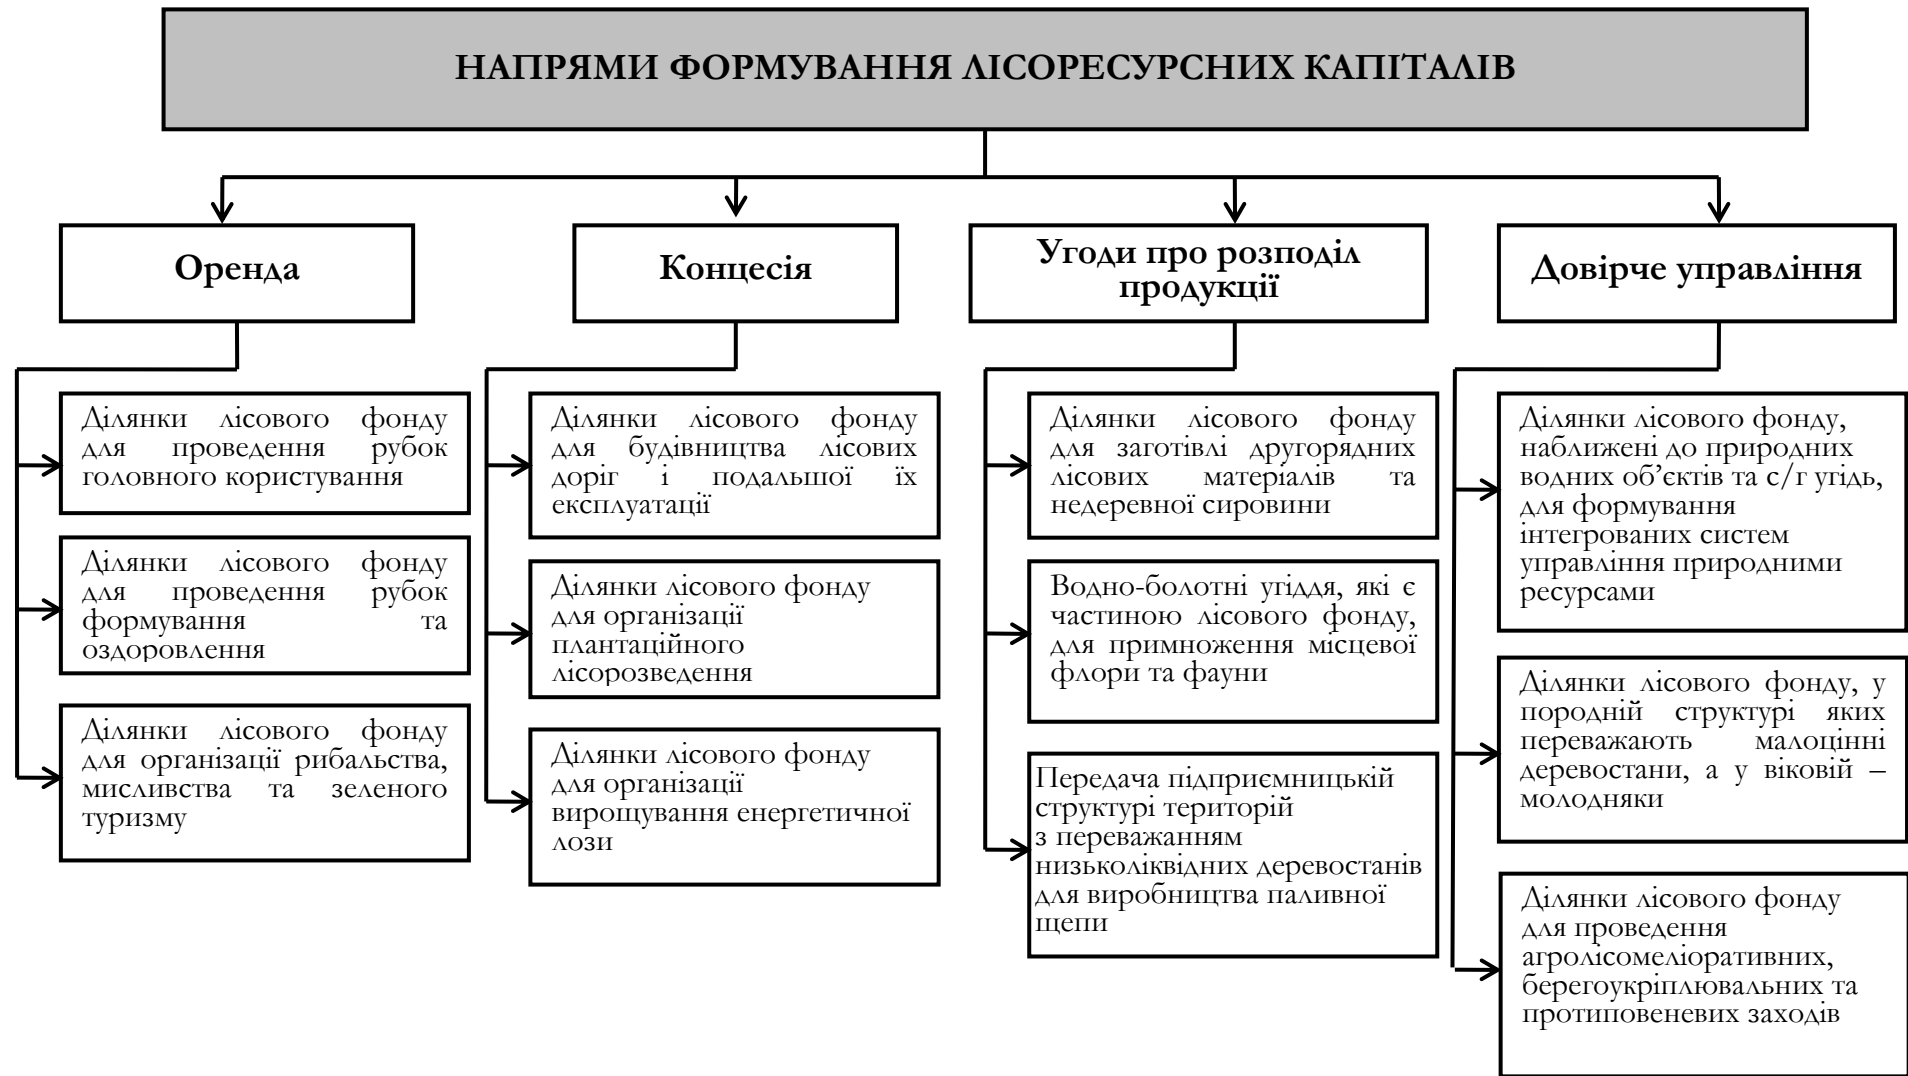 НАПРЯМИ ФОРМУВАННЯ ЛІСОРЕСУРСНИХ КАПІТАЛІВ
Оренда
Ділянки лісового фонду
для проведення рубок
головного користування
Ділянки лісового фонду
для проведення рубок
формування та
оздоровлення
Ділянки лісового фонду
для організації рибальства,
мисливства та зеленого
туризму
Концесія
Ділянки лісового фонду
для будівництва лісових
доріг і подальшої їх
експлуатації
Ділянки лісового фонду
для організації
плантаційного
лісорозведення
Ділянки лісового фонду
для організації
вирощування енергетичної
лози
Угоди про розподіл
продукції
Ділянки лісового фонду
для заготівлі другорядних
лісових матеріалів та
недеревної сировини
Водно-болотні угіддя, які є
частиною лісового фонду,
для примноження місцевої
флори та фауни
Передача підприємницькій
структурі територій
з переважанням
низьколіквідних деревостанів
для виробництва паливної
щепи
Довірче управління
Ділянки лісового фонду,
наближені до природних
водних об’єктів та с/г угідь,
для формування
інтегрованих систем
управління природними
ресурсами
Ділянки лісового фонду, у
породній структурі яких
переважають малоцінні
деревостани, а у віковій –
молодняки
Ділянки лісового фонду
для проведення
агролісомеліоративних,
берегоукріплювальних та
протиповеневих заходів